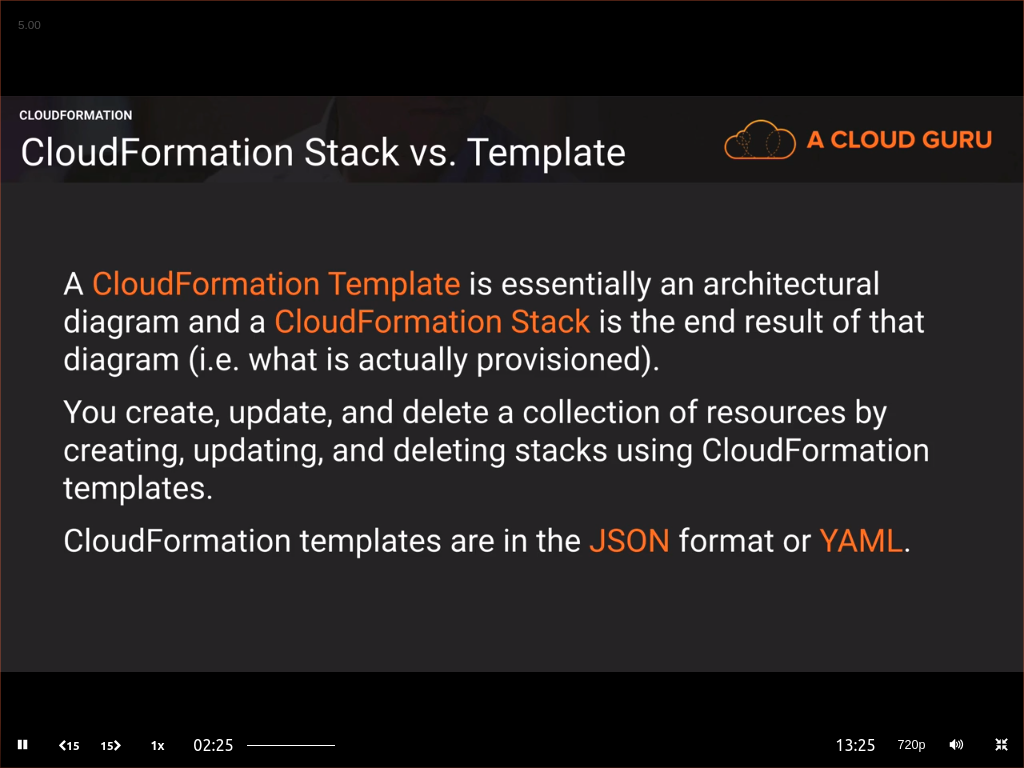 5.00
CLOUDFORMATION
CloudFormation Stack vs. Template
A CLOUD GURU
A CloudFormation Template is essentially an architectural
diagram and a CloudFormation Stack is the end result of that
diagram (i.e. what is actually provisioned).
You create, update, and delete a collection of resources by
creating, updating, and deleting stacks using CloudFormation
templates.
CloudFormation templates are in the JSON format or YAML.
15 15 1x 02:25 13:25 720p